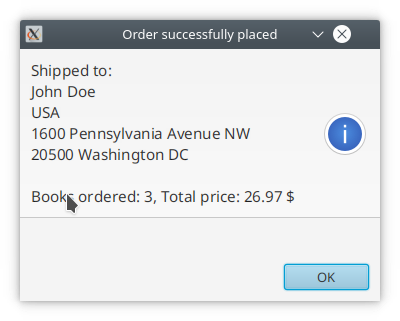 Order successfully placed
Shipped to:
John Doe
USA
1600 Pennsylvania Avenue NW
20500 Washington DC
Books ordered: 3, Total price: 26.97 $
OK